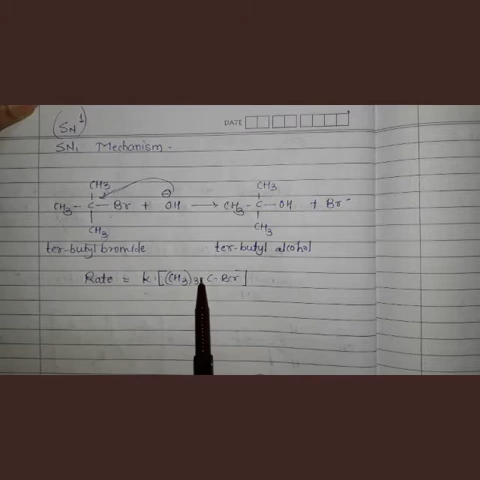 (SN1)
DATE
SN1 Mechanism -
CH3
CH3 - C - Br + OH⊖ → CH3 - C - OH + Br-
CH3
CH3
CH3
ter-butyl bromide
ter-butyl alcohol
Rate = k [(CH3)3 C-Br]